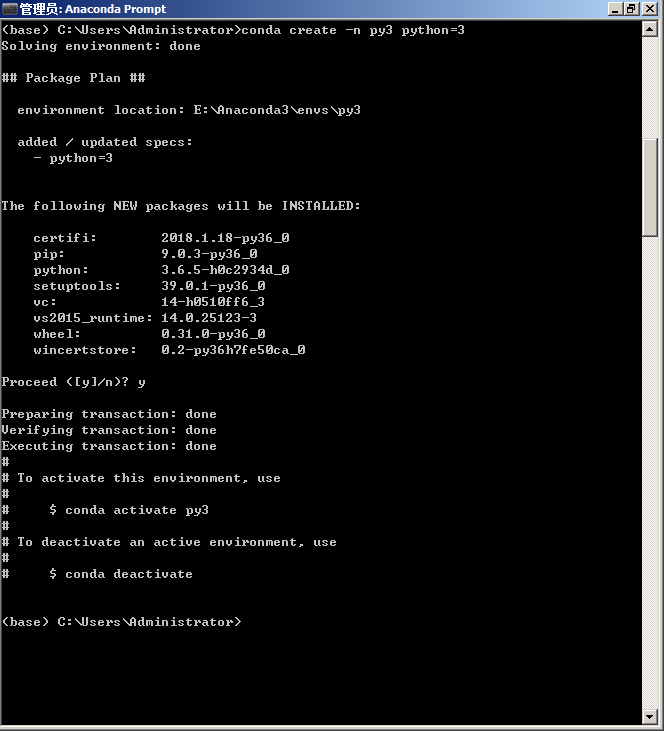 管理员: Anaconda Prompt
(base) C:\Users\Administrator>conda create -n py3 python=3
Solving environment: done
## Package Plan ##
environment location: E:\Anaconda3\envs\py3
added / updated specs:
- python=3
The following NEW packages will be INSTALLED:
certifi: 2018.1.18-py36_0
pip: 9.0.3-py36_0
python: 3.6.5-h0c2934d_0
setuptools: 39.0.1-py36_0
vc: 14-h0510ff6_3
vs2015_runtime: 14.0.25123-3
wheel: 0.31.0-py36_0
wincertstore: 0.2-py36h7fe50ca_0
Proceed ([y]/n)? y
Preparing transaction: done
Verifying transaction: done
Executing transaction: done
#
# To activate this environment, use
#
# $ conda activate py3
#
# To deactivate an active environment, use
#
# $ conda deactivate
(base) C:\Users\Administrator>